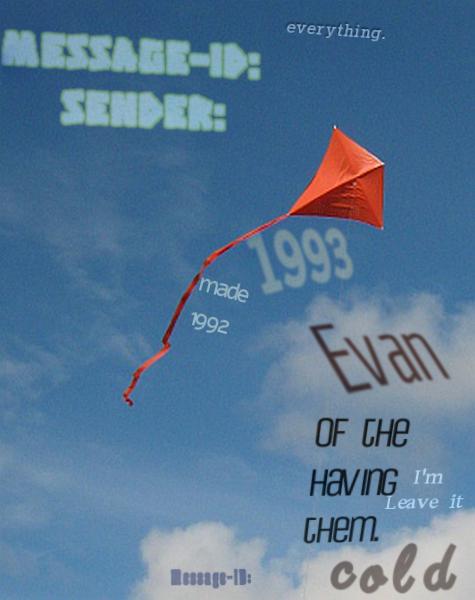 everything.
MESSAGE-ID:
SENDER:
1993
made
1992
Evan
OF THE
HAVING
THEM.
I'm
Leave it
cold
Message-ID: